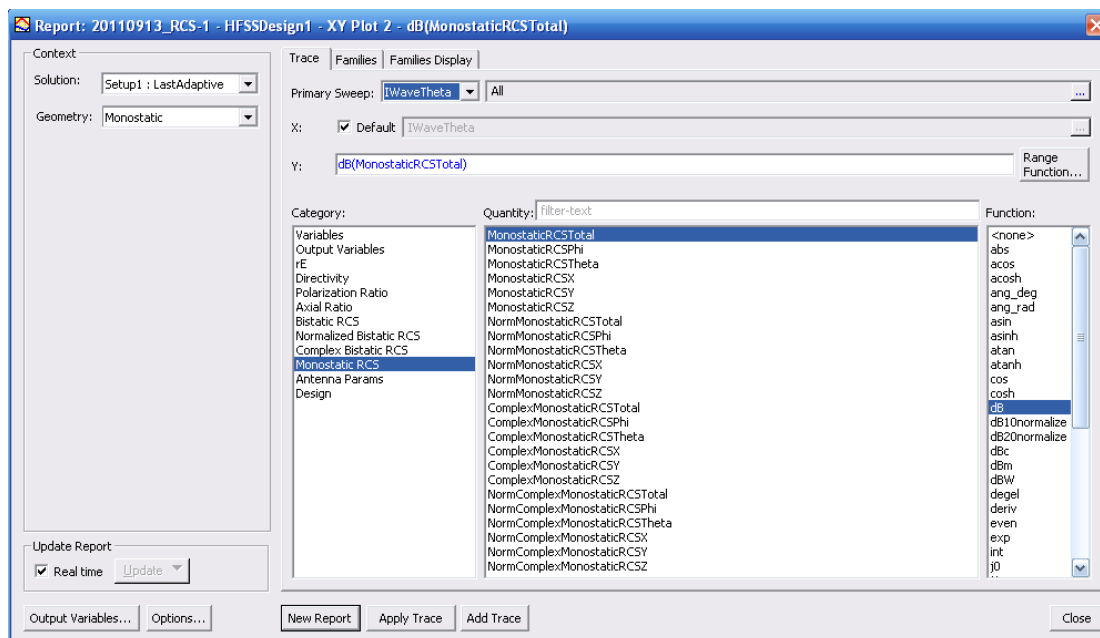 Report: 20110913_RCS-1 - HFSSDesign1 - XY Plot 2 - dB(MonostaticRCSTotal)
Context
Solution: Setup1 : LastAdaptive
Geometry: Monostatic
Update Report
Real time Update
Output Variables... Options...
Trace Families Families Display
Primary Sweep: IWaveTheta All ...
X: Default IWaveTheta ...
Y: dB(MonostaticRCSTotal)
Range
Function...
Category:
Variables
Output Variables
rE
Directivity
Polarization Ratio
Axial Ratio
Bistatic RCS
Normalized Bistatic RCS
Complex Bistatic RCS
Monostatic RCS
Antenna Params
Design
Quantity: filter-text
MonostaticRCSTotal
MonostaticRCSPhi
MonostaticRCSTheta
MonostaticRCSX
MonostaticRCSY
MonostaticRCSZ
NormMonostaticRCSTotal
NormMonostaticRCSPhi
NormMonostaticRCSTheta
NormMonostaticRCSX
NormMonostaticRCSY
NormMonostaticRCSZ
ComplexMonostaticRCSTotal
ComplexMonostaticRCSPhi
ComplexMonostaticRCSTheta
ComplexMonostaticRCSX
ComplexMonostaticRCSY
ComplexMonostaticRCSZ
NormComplexMonostaticRCSTotal
NormComplexMonostaticRCSPhi
NormComplexMonostaticRCSTheta
NormComplexMonostaticRCSX
NormComplexMonostaticRCSY
NormComplexMonostaticRCSZ
Function:
<none>
abs
acos
acosh
ang_deg
ang_rad
asin
asinh
atan
atanh
cos
cosh
dB
dB10normalize
dB20normalize
dBc
dBm
dBW
degel
deriv
even
exp
int
j0
New Report Apply Trace Add Trace Close